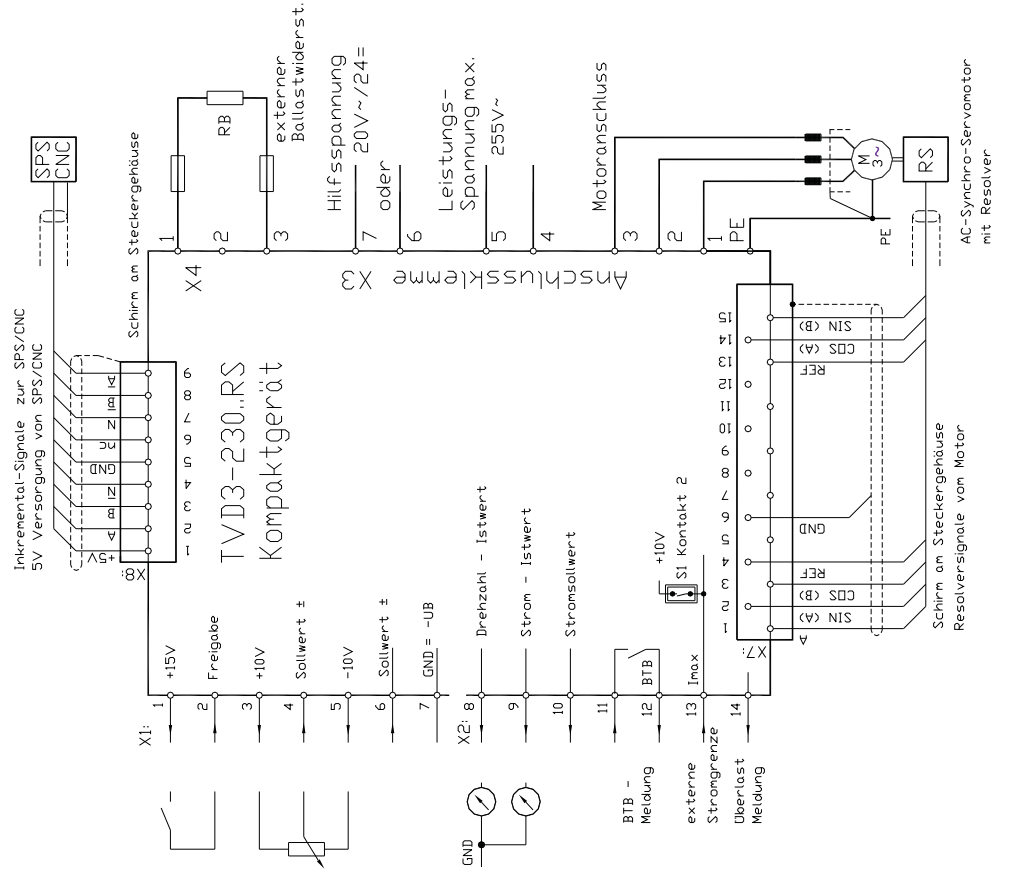 Inkremental-Signale zur SPS/CNC
5V Versorgung von SPS/CNC
SPS
CNC
Schirm am Steckergehäuse
X8:
+5V
A
B
N
GND
nc
N
B
A
1
2
3
4
5
6
7
8
9
TVD3-230..RS
Kompaktgerät
X4
1
2
3
RB
externer
Ballastwiderst.
Anschlussklemme X3
7
6
5
4
3
2
1
PE
Hilfsspannung
20V~/24=
oder
Leistungs-
Spannung max.
255V~
Motoranschluss
M
3~
RS
PE
AC-Synchro-Servomotor
mit Resolver
X1:
1
2
3
4
5
6
7
+15V
Freigabe
+10V
Sollwert ±
-10V
Sollwert ±
GND = -UB
X2:
8
9
10
11
12
13
14
Drehzahl - Istwert
Strom - Istwert
Stromsollwert
BTB
Imax
+10V
S1 Kontakt 2
GND
BTB -
Meldung
externe
Stromgrenze
Überlast
Meldung
X7:
A
1
2
3
4
5
6
7
8
9
10
11
12
13
14
15
SIN (A)
COS (B)
REF
GND
REF
COS (A)
SIN (B)
Schirm am Steckergehäuse
Resolversignale vom Motor